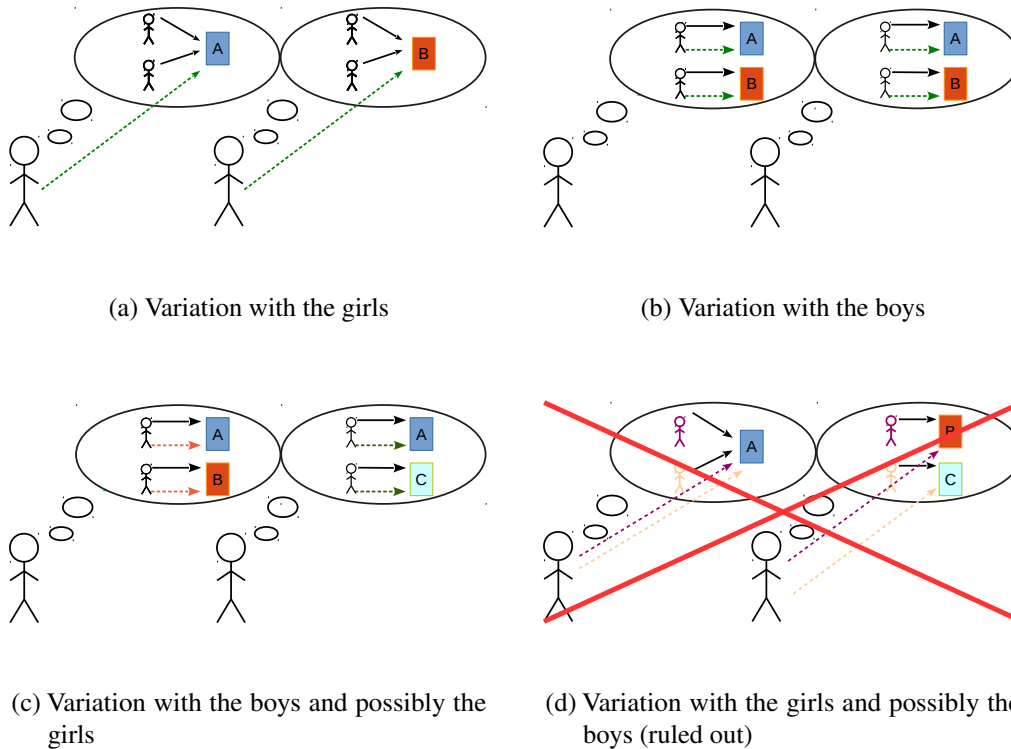 A
B
A
B
A
B
(a) Variation with the girls
(b) Variation with the boys
A
B
A
C
A
B
C
(c) Variation with the boys and possibly the
girls
(d) Variation with the girls and possibly the
boys (ruled out)